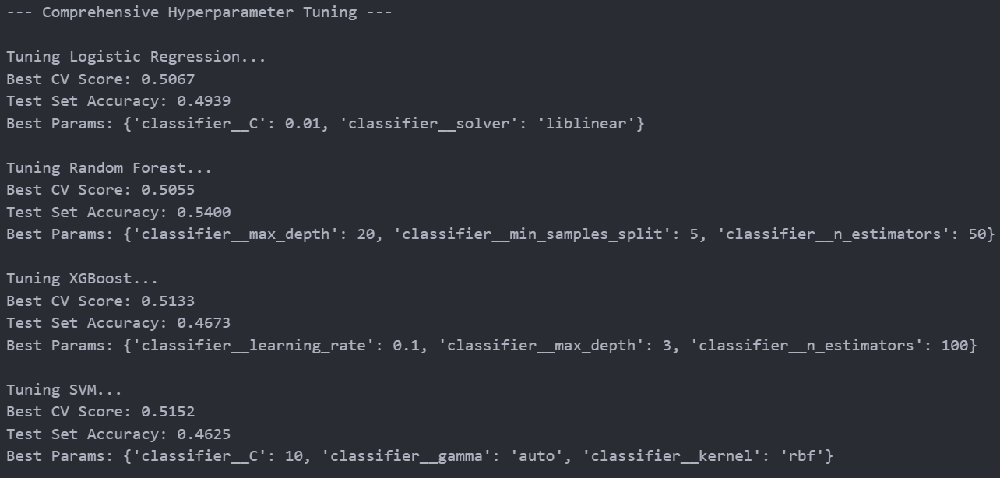 --- Comprehensive Hyperparameter Tuning ---
Tuning Logistic Regression...
Best CV Score: 0.5067
Test Set Accuracy: 0.4939
Best Params: {'classifier__C': 0.01, 'classifier__solver': 'liblinear'}
Tuning Random Forest...
Best CV Score: 0.5055
Test Set Accuracy: 0.5400
Best Params: {'classifier__max_depth': 20, 'classifier__min_samples_split': 5, 'classifier__n_estimators': 50}
Tuning XGBoost...
Best CV Score: 0.5133
Test Set Accuracy: 0.4673
Best Params: {'classifier__learning_rate': 0.1, 'classifier__max_depth': 3, 'classifier__n_estimators': 100}
Tuning SVM...
Best CV Score: 0.5152
Test Set Accuracy: 0.4625
Best Params: {'classifier__C': 10, 'classifier__gamma': 'auto', 'classifier__kernel': 'rbf'}